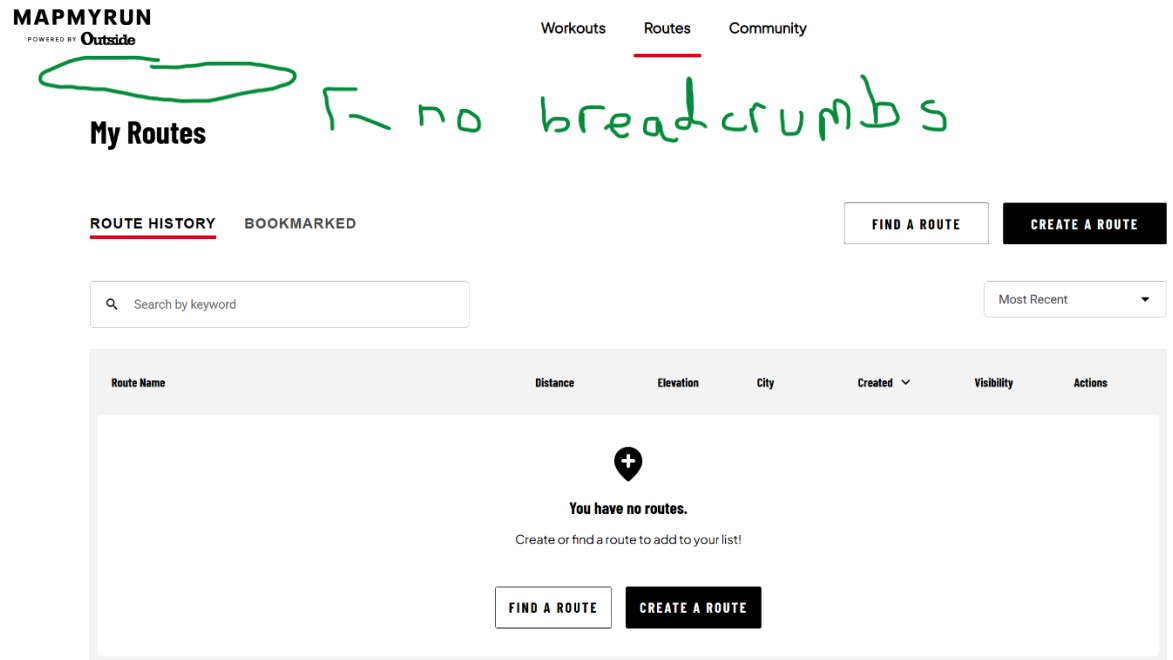 MAPMYRUN
POWERED BY Outside
Workouts Routes Community
no breadcrumbs
My Routes
ROUTE HISTORY BOOKMARKED FIND A ROUTE CREATE A ROUTE
Search by keyword Most Recent
Route Name Distance Elevation City Created Visibility Actions
You have no routes.
Create or find a route to add to your list!
FIND A ROUTE CREATE A ROUTE